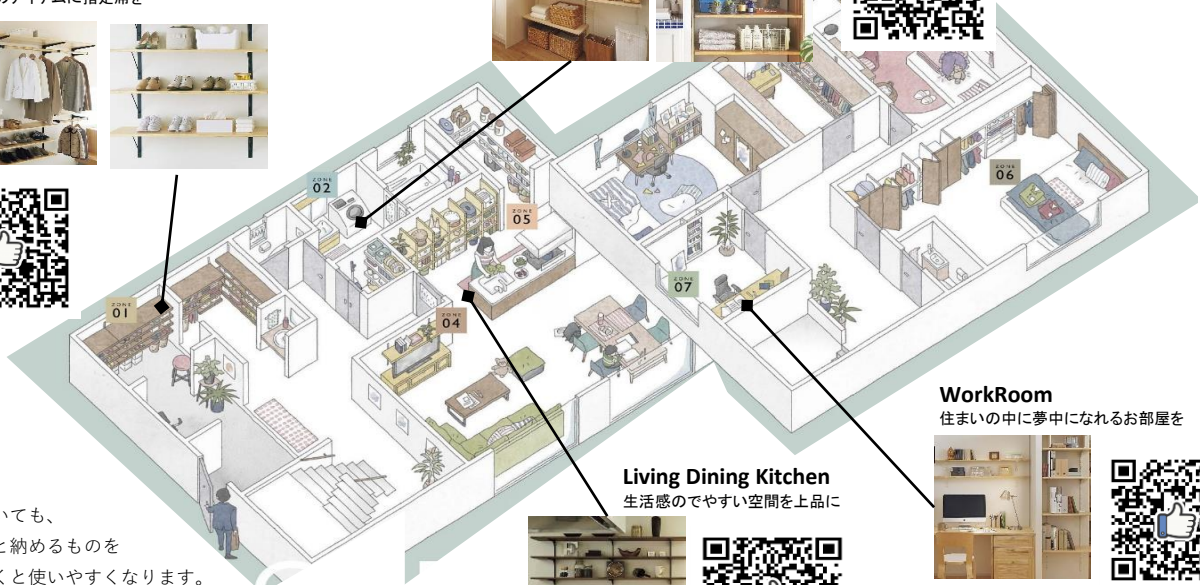 アイテムに指定席を
ZONE
02
ZONE
05
ZONE
06
ZONE
07
ZONE
01
ZONE
04
WorkRoom
住まいの中に夢中になれるお部屋を
Living Dining Kitchen
生活感のでやすい空間を上品に
いても、
と納めるものを
くと使いやすくなります。